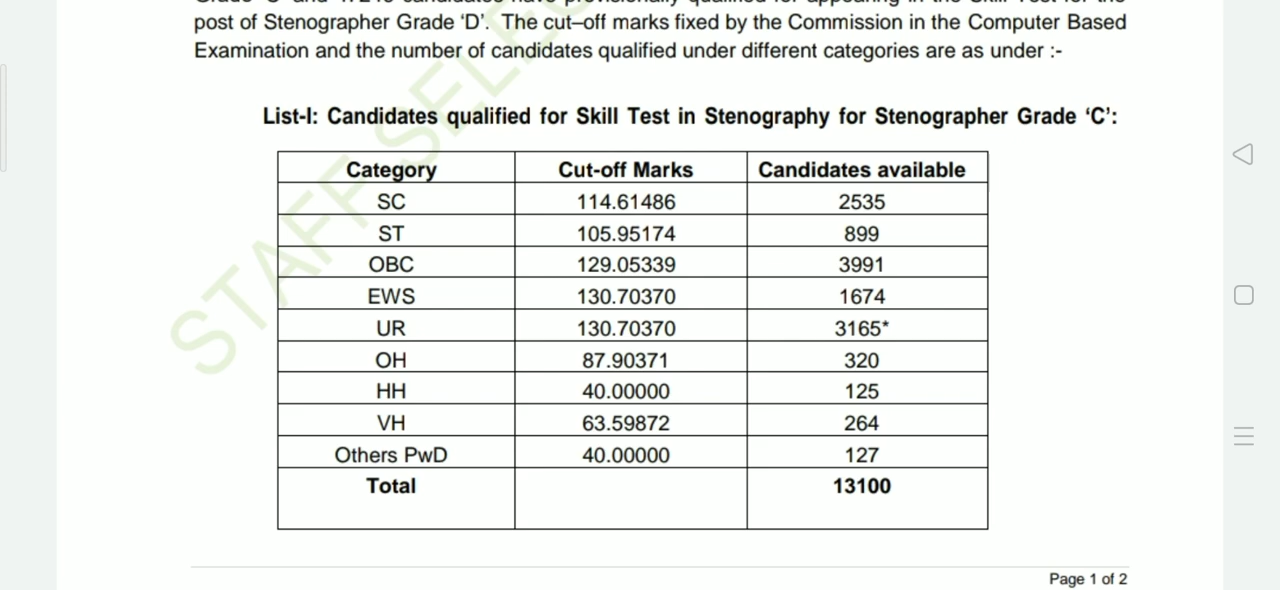 post of Stenographer Grade ‘D’. The cut–off marks fixed by the Commission in the Computer Based
Examination and the number of candidates qualified under different categories are as under :-
List-I: Candidates qualified for Skill Test in Stenography for Stenographer Grade ‘C’:
Category Cut-off Marks Candidates available
SC 114.61486 2535
ST 105.95174 899
OBC 129.05339 3991
EWS 130.70370 1674
UR 130.70370 3165*
OH 87.90371 320
HH 40.00000 125
VH 63.59872 264
Others PwD 40.00000 127
Total 13100
Page 1 of 2
STAFF SELE